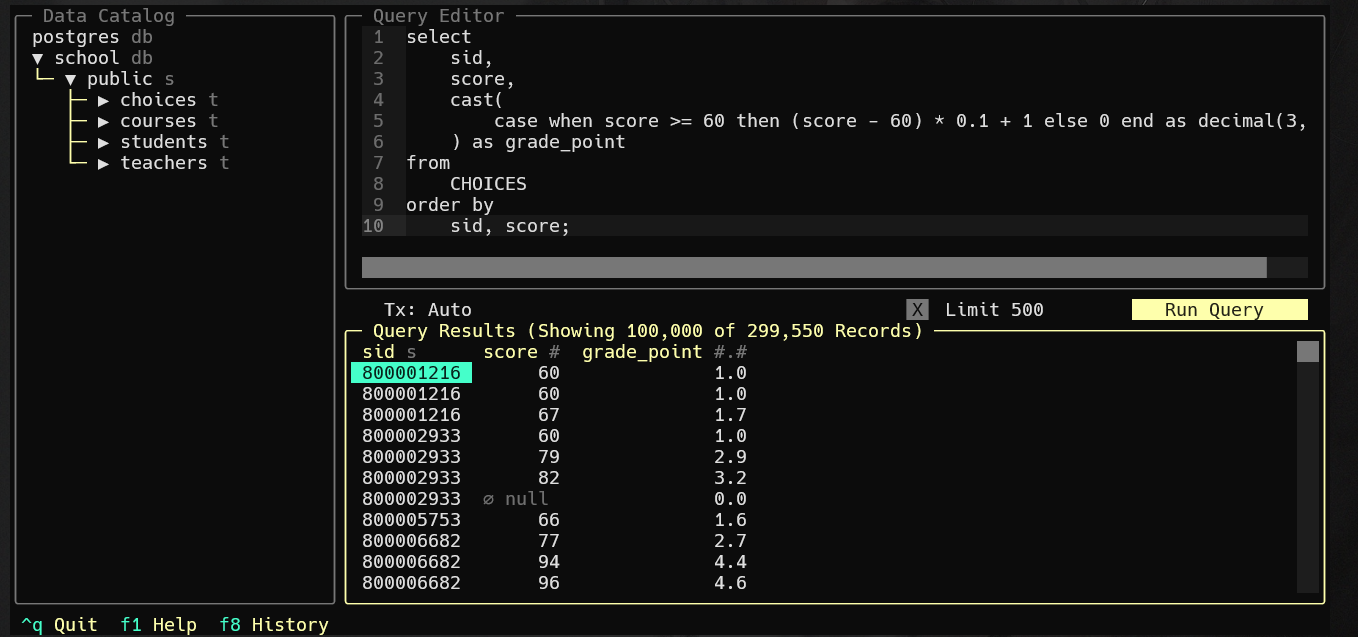 Data Catalog
postgres db
▼ school db
└─ ▼ public s
├─ ▶ choices t
├─ ▶ courses t
├─ ▶ students t
└─ ▶ teachers t
Query Editor
1 select
2     sid,
3     score,
4     cast(
5         case when score >= 60 then (score - 60) * 0.1 + 1 else 0 end as decimal(3,
6     ) as grade_point
7 from
8     CHOICES
9 order by
10     sid, score;
Tx: Auto X Limit 500 Run Query
Query Results (Showing 100,000 of 299,550 Records)
sid s score # grade_point #.#
800001216 60 1.0
800001216 60 1.0
800001216 67 1.7
800002933 60 1.0
800002933 79 2.9
800002933 82 3.2
800002933 ∅ null 0.0
800005753 66 1.6
800006682 77 2.7
800006682 94 4.4
800006682 96 4.6
^q Quit f1 Help f8 History